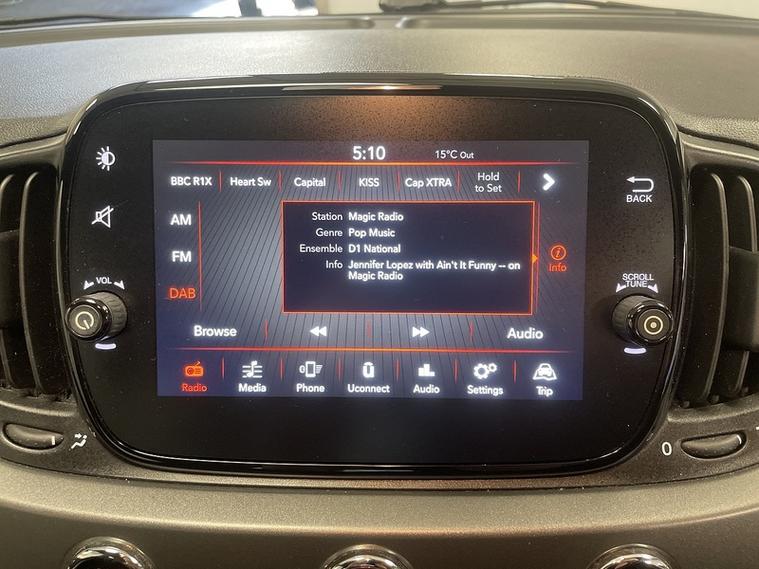 5:10 15°C Out
BBC R1X Heart Sw Capital KISS Cap XTRA Hold
to Set
AM
FM
DAB
Station Magic Radio
Genre Pop Music
Ensemble D1 National
Info Jennifer Lopez with Ain't It Funny -- on
Magic Radio
i
Info
BACK
VOL
SCROLL
TUNE
Browse Audio
Radio Media Phone Uconnect Audio Settings Trip
1
0